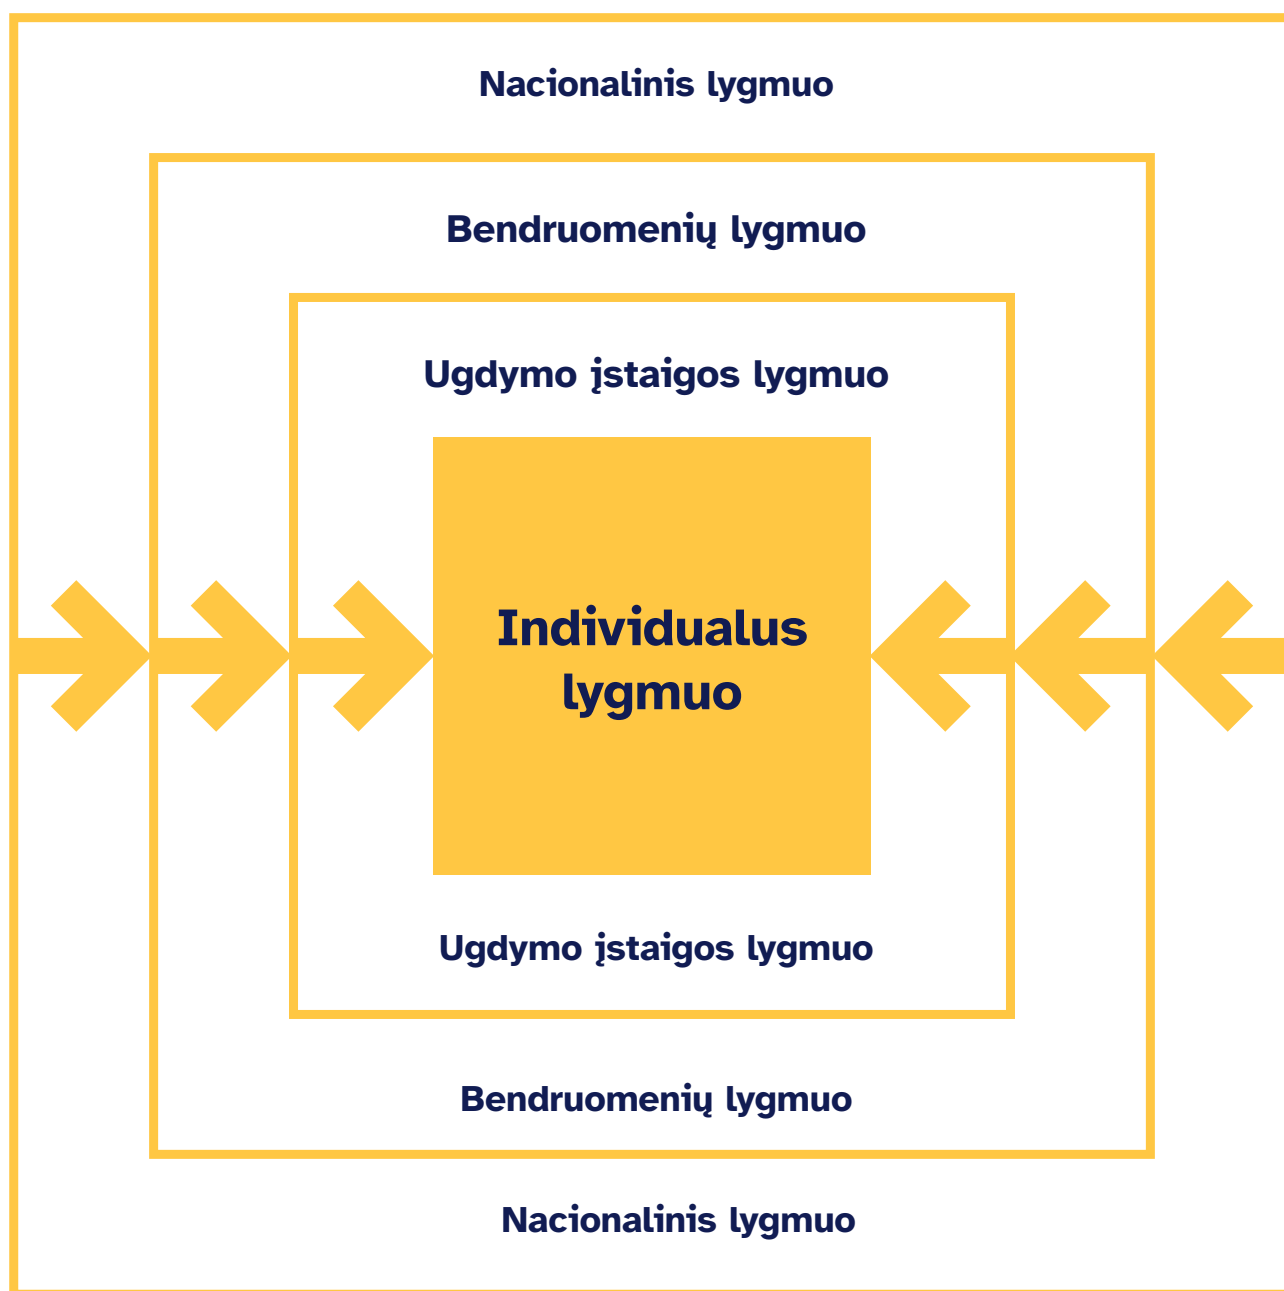 Nacionalinis lygmuo
Bendruomenių lygmuo
Ugdymo įstaigos lygmuo
Individualus
lygmuo
Ugdymo įstaigos lygmuo
Bendruomenių lygmuo
Nacionalinis lygmuo